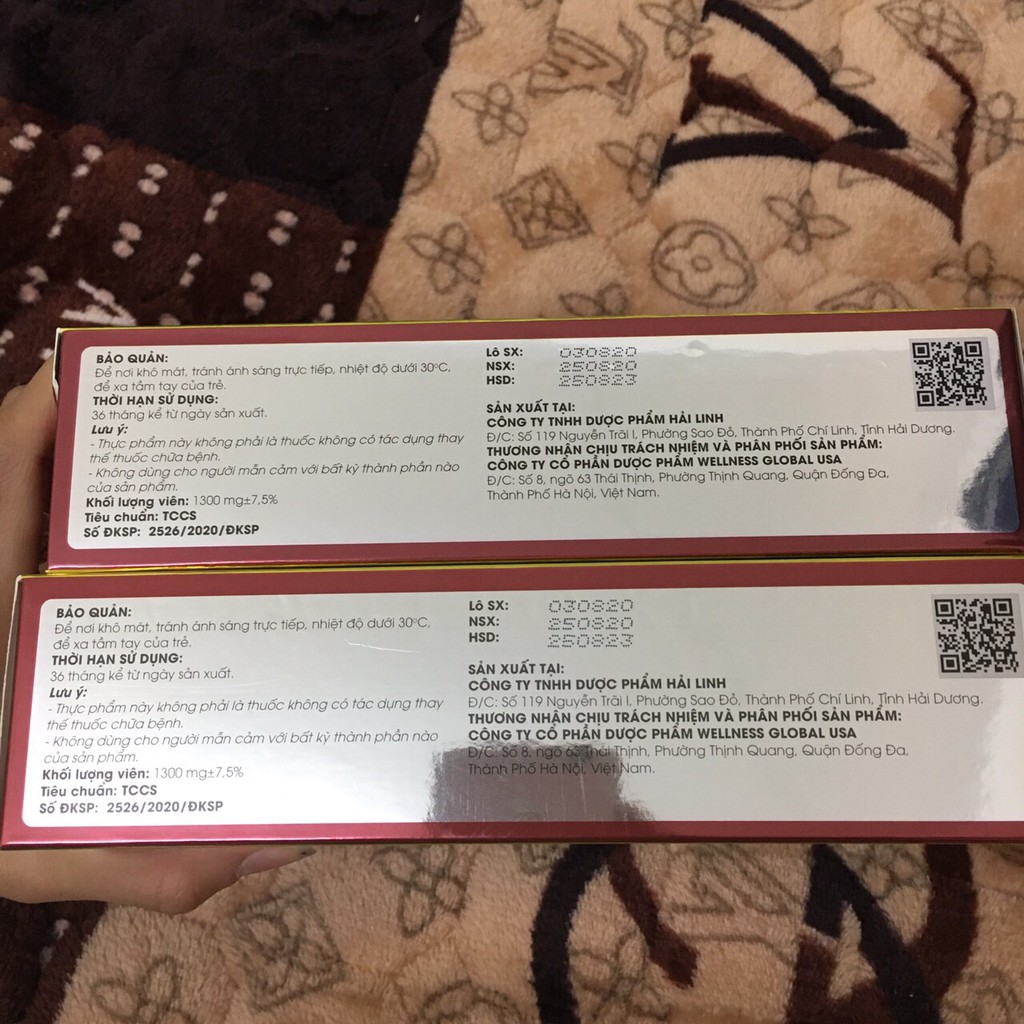 BẢO QUẢN:
Để nơi khô mát, tránh ánh sáng trực tiếp, nhiệt độ dưới 30°C,
để xa tầm tay của trẻ.
THỜI HẠN SỬ DỤNG:
36 tháng kể từ ngày sản xuất.
Lưu ý:
- Thực phẩm này không phải là thuốc không có tác dụng thay
thế thuốc chữa bệnh.
- Không dùng cho người mẫn cảm với bất kỳ thành phần nào
của sản phẩm.
Khối lượng viên: 1300 mg±7,5%
Tiêu chuẩn: TCCS
Số ĐKSP: 2526/2020/ĐKSP
Lô SX: 030820
NSX: 250820
HSD: 250823
SẢN XUẤT TẠI:
CÔNG TY TNHH DƯỢC PHẨM HẢI LINH
Đ/C: Số 119 Nguyễn Trãi I, Phường Sao Đỏ, Thành Phố Chí Linh, Tỉnh Hải Dương.
THƯƠNG NHÂN CHỊU TRÁCH NHIỆM VÀ PHÂN PHỐI SẢN PHẨM:
CÔNG TY CỔ PHẦN DƯỢC PHẨM WELLNESS GLOBAL USA
Đ/C: Số 8, ngõ 63 Thái Thịnh, Phường Thịnh Quang, Quận Đống Đa,
Thành Phố Hà Nội, Việt Nam.
BẢO QUẢN:
Để nơi khô mát, tránh ánh sáng trực tiếp, nhiệt độ dưới 30°C,
để xa tầm tay của trẻ.
THỜI HẠN SỬ DỤNG:
36 tháng kể từ ngày sản xuất.
Lưu ý:
- Thực phẩm này không phải là thuốc không có tác dụng thay
thế thuốc chữa bệnh.
- Không dùng cho người mẫn cảm với bất kỳ thành phần nào
của sản phẩm.
Khối lượng viên: 1300 mg±7,5%
Tiêu chuẩn: TCCS
Số ĐKSP: 2526/2020/ĐKSP
Lô SX: 030820
NSX: 250820
HSD: 250823
SẢN XUẤT TẠI:
CÔNG TY TNHH DƯỢC PHẨM HẢI LINH
Đ/C: Số 119 Nguyễn Trãi I, Phường Sao Đỏ, Thành Phố Chí Linh, Tỉnh Hải Dương.
THƯƠNG NHÂN CHỊU TRÁCH NHIỆM VÀ PHÂN PHỐI SẢN PHẨM:
CÔNG TY CỔ PHẦN DƯỢC PHẨM WELLNESS GLOBAL USA
Đ/C: Số 8, ngõ 63 Thái Thịnh, Phường Thịnh Quang, Quận Đống Đa,
Thành Phố Hà Nội, Việt Nam.